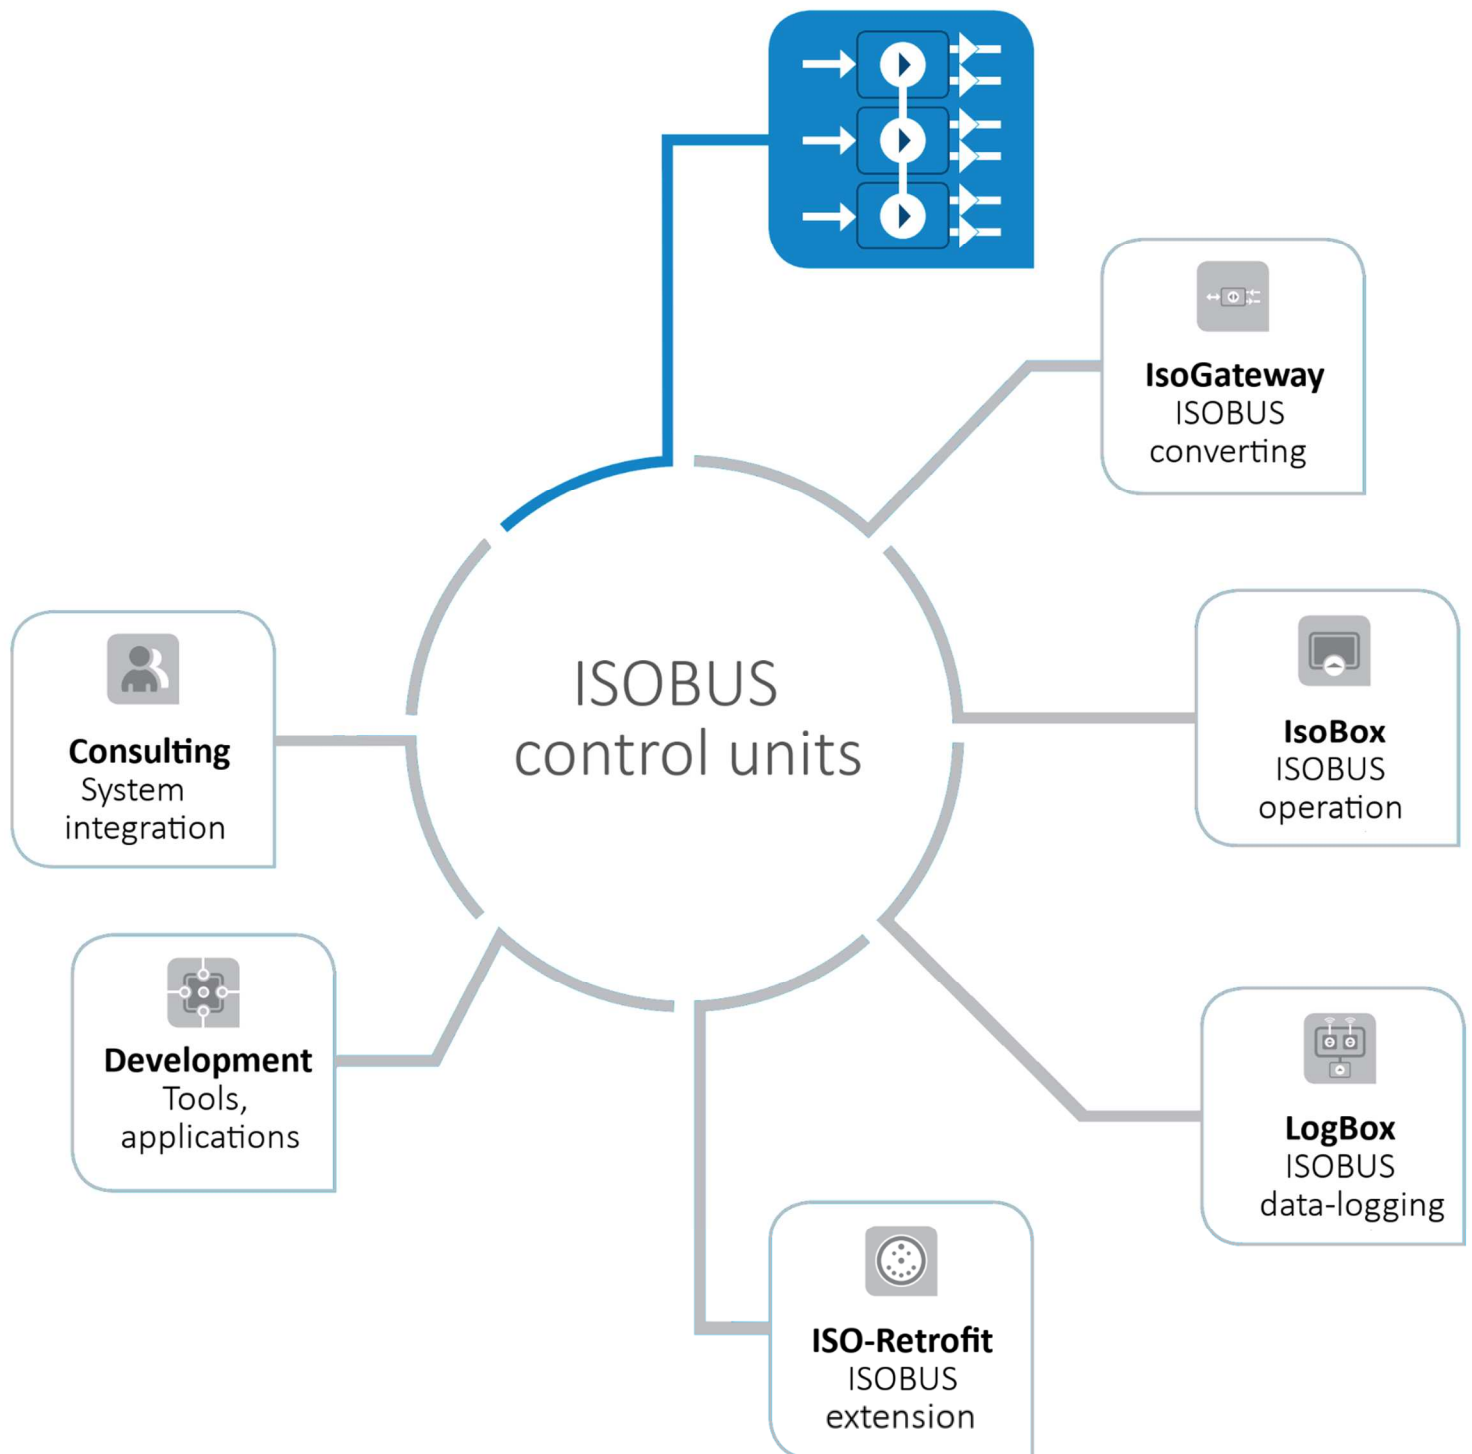 ISOBUS
control units
IsoGateway
ISOBUS
converting
IsoBox
ISOBUS
operation
LogBox
ISOBUS
data-logging
ISO-Retrofit
ISOBUS
extension
Development
Tools,
applications
Consulting
System
integration